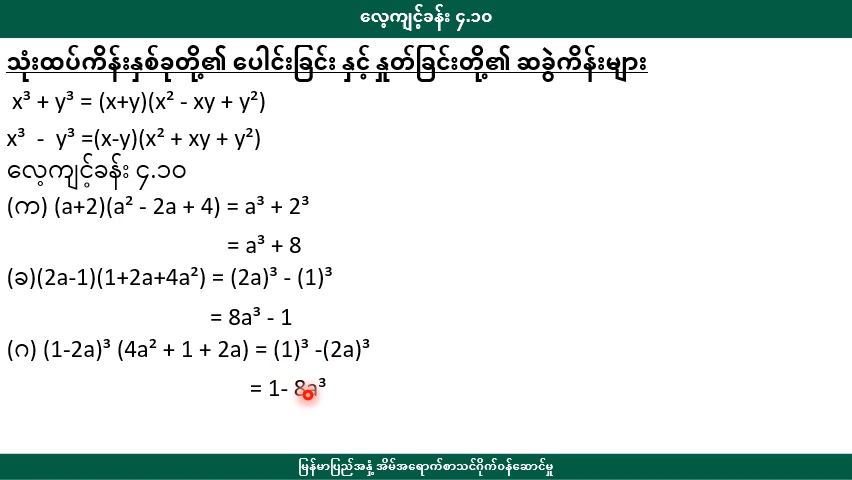 လေ့ကျင့်ခန်း ၄.၁၀
သုံးထပ်ကိန်းနှစ်ခုတို့၏ ပေါင်းခြင်း နှင့် နှုတ်ခြင်းတို့၏ ဆခွဲကိန်းများ
x³ + y³ = (x+y)(x² - xy + y²)
x³ - y³ =(x-y)(x² + xy + y²)
လေ့ကျင့်ခန်း ၄.၁၀
(က) (a+2)(a² - 2a + 4) = a³ + 2³
= a³ + 8
(ခ)(2a-1)(1+2a+4a²) = (2a)³ - (1)³
= 8a³ - 1
(ဂ) (1-2a)³ (4a² + 1 + 2a) = (1)³ -(2a)³
= 1- 8a³
မြန်မာပြည်အနှံ့ အိမ်အရောက်စာသင်ဂိုက်ဝန်ဆောင်မှု